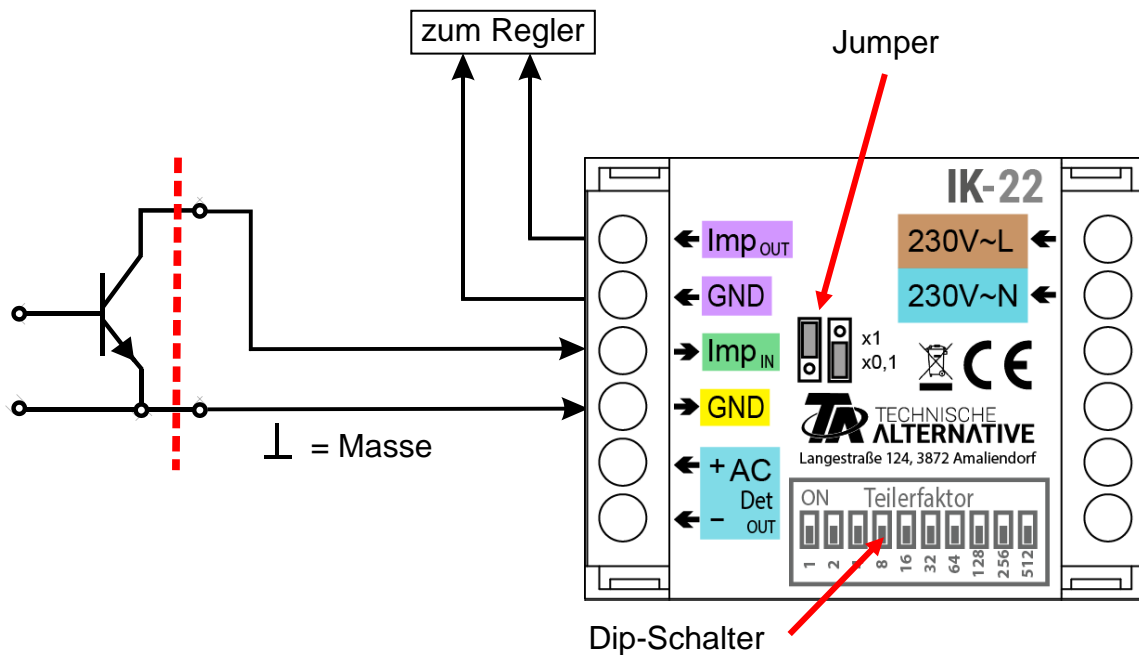 zum Regler
Jumper
IK-22
Imp OUT
230V~L
GND
230V~N
Imp IN
x1
x0,1
CE
GND
TA TECHNISCHE
ALTERNATIVE
Langestraße 124, 3872 Amaliendorf
⊥ = Masse
+ AC
Det
- OUT
ON Teilerfaktor
1 2 8 16 32 64 128 256 512
Dip-Schalter